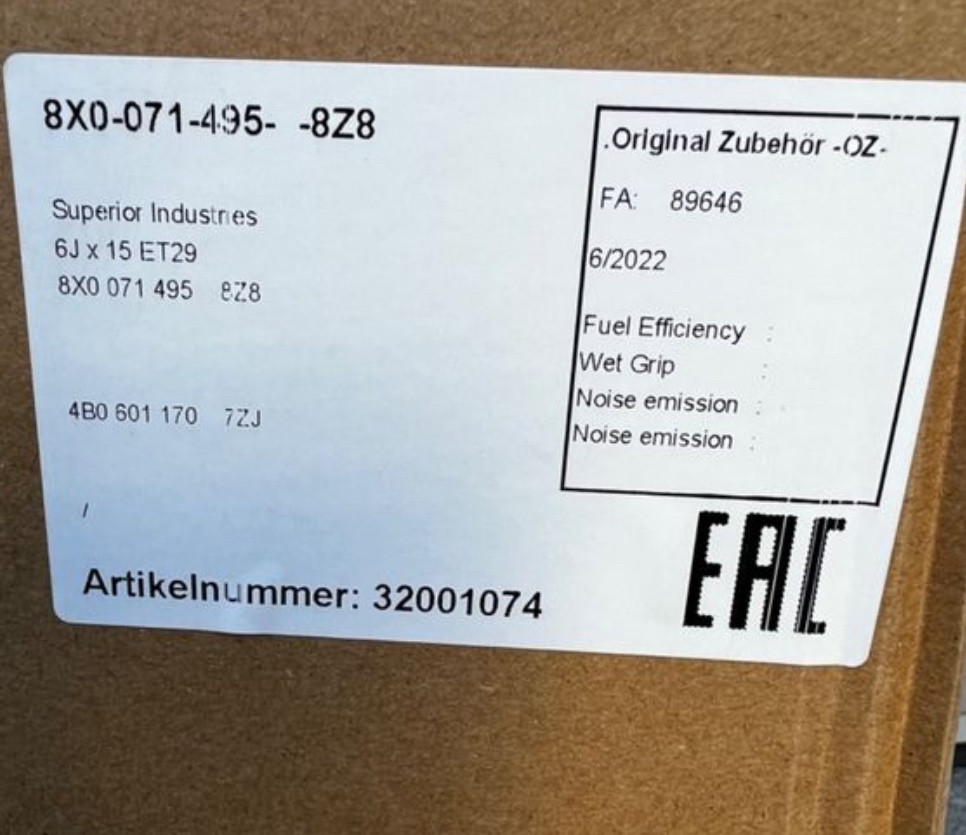 8X0-071-495- -8Z8
Superior Industries
6J x 15 ET29
8X0 071 495 8Z8
4B0 601 170 7ZJ
/
Artikelnummer: 32001074
.Original Zubehör -OZ-
FA: 89646
6/2022
Fuel Efficiency :
Wet Grip :
Noise emission :
Noise emission :
EAC